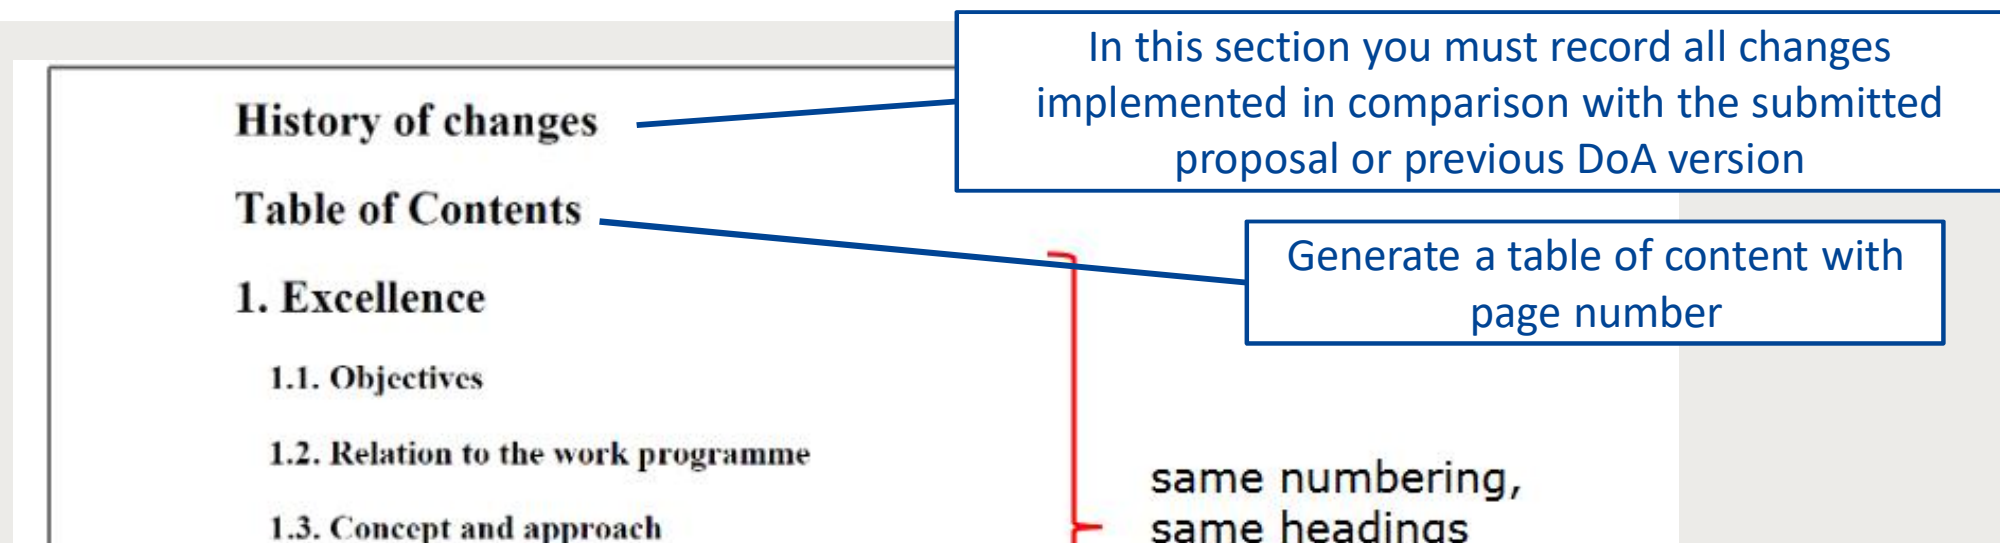 In this section you must record all changes
implemented in comparison with the submitted
proposal or previous DoA version
History of changes
Table of Contents
Generate a table of content with
page number
1. Excellence
1.1. Objectives
1.2. Relation to the work programme
1.3. Concept and approach
same numbering,
same headings